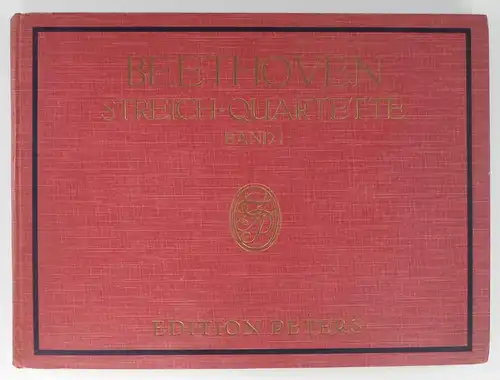 BEETHOVEN
STREICH-QUARTETTE
BAND I
EDITION PETERS